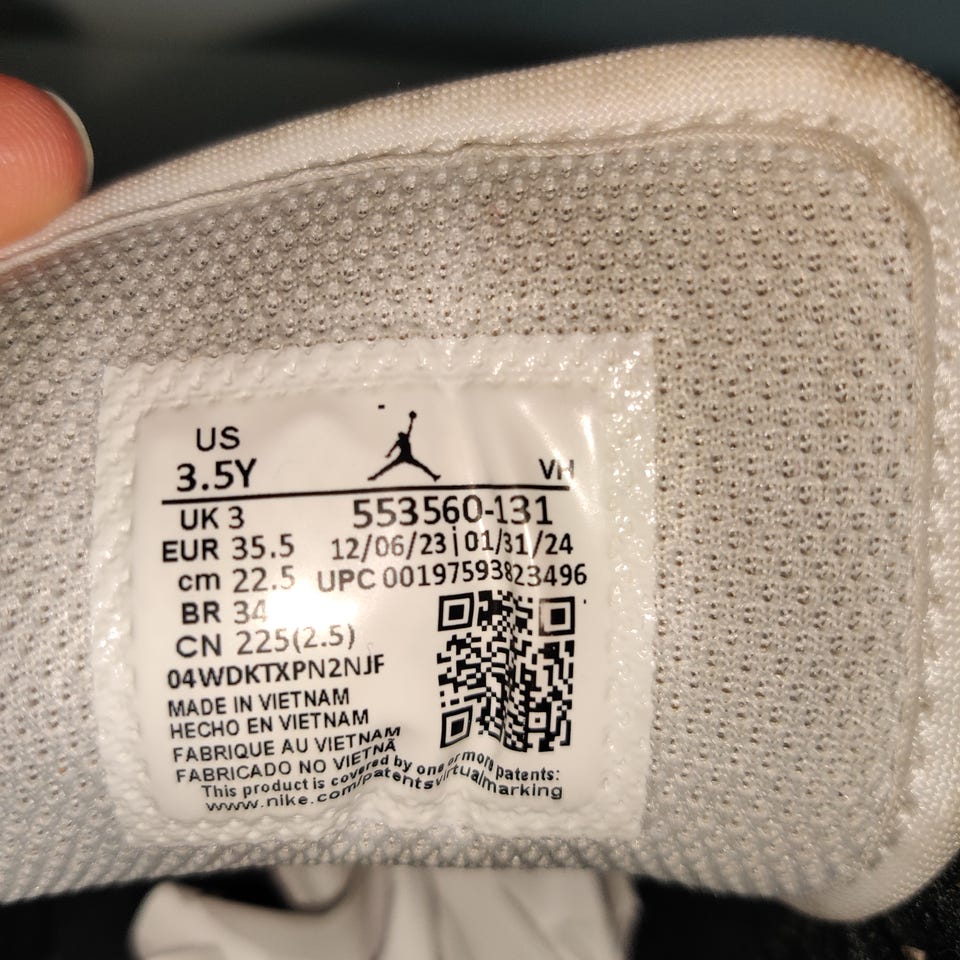 US
3.5Y
VH
UK 3
553560-131
EUR 35.5
12/06/23|01/31/24
cm 22.5
UPC 00197593823496
BR 34
CN 225(2.5)
04WDKTXPN2NJF
MADE IN VIETNAM
HECHO EN VIETNAM
FABRIQUE AU VIETNAM
FABRICADO NO VIETNÃ
This product is covered by one or more patents:
www.nike.com/patentsvirtualmarking